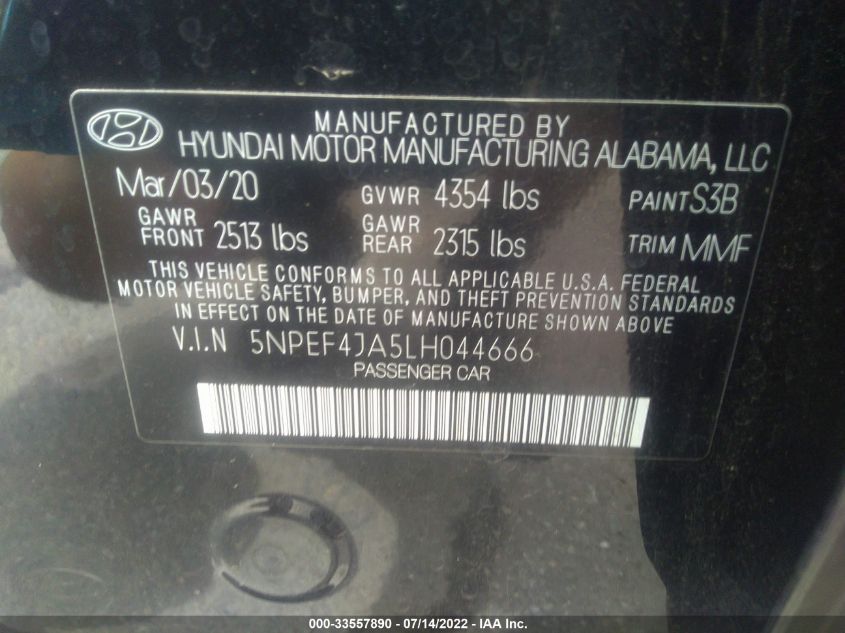 MANUFACTURED BY
HYUNDAI MOTOR MANUFACTURING ALABAMA, LLC
Mar/03/20 GVWR 4354 lbs PAINT S3B
GAWR FRONT 2513 lbs GAWR REAR 2315 lbs TRIM MMF
THIS VEHICLE CONFORMS TO ALL APPLICABLE U.S.A. FEDERAL
MOTOR VEHICLE SAFETY, BUMPER, AND THEFT PREVENTION STANDARDS
IN EFFECT ON THE DATE OF MANUFACTURE SHOWN ABOVE
V.I.N 5NPEF4JA5LH044666
PASSENGER CAR
000-33557890 - 07/14/2022 - IAA Inc.